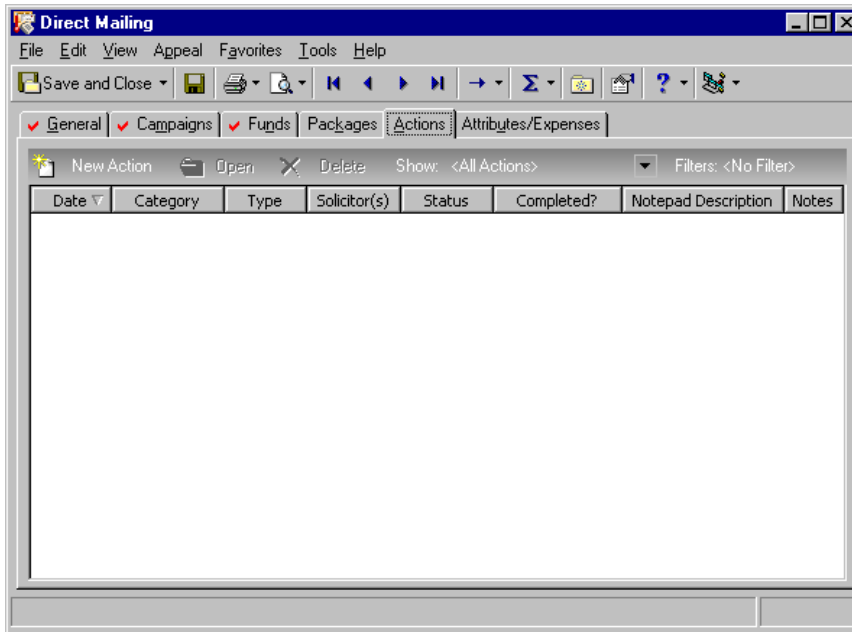 Direct Mailing
File Edit View Appeal Favorites Tools Help
Save and Close Σ ?
General Campaigns Funds Packages Actions Attributes/Expenses
New Action Open Delete Show: <All Actions> Filters: <No Filter>
Date Category Type Solicitor(s) Status Completed? Notepad Description Notes